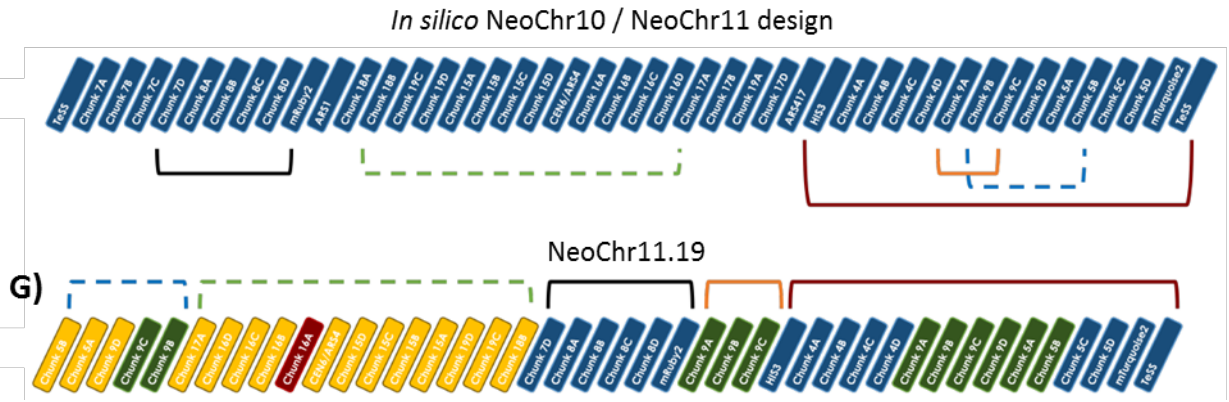 In silico NeoChr10 / NeoChr11 design
TeSS
Chunk 7A
Chunk 7B
Chunk 7C
Chunk 7D
Chunk 8A
Chunk 8B
Chunk 8C
Chunk 8D
mRuby2
ARS1
Chunk 18A
Chunk 18B
Chunk 19C
Chunk 19D
Chunk 15A
Chunk 15B
Chunk 15C
Chunk 15D
CEN6/ARS4
Chunk 16A
Chunk 16B
Chunk 16C
Chunk 16D
Chunk 17A
Chunk 17B
Chunk 19A
Chunk 17D
ARS417
HIS3
Chunk 4A
Chunk 4B
Chunk 4C
Chunk 4D
Chunk 9A
Chunk 9B
Chunk 9C
Chunk 9D
Chunk 5A
Chunk 5B
Chunk 5C
Chunk 5D
mTurquoise2
TeSS
NeoChr11.19
G)
Chunk 5B
Chunk 5A
Chunk 9D
Chunk 9C
Chunk 9B
Chunk 17A
Chunk 16D
Chunk 16C
Chunk 16B
Chunk 16A
CEN6/ARS4
Chunk 15D
Chunk 15C
Chunk 15B
Chunk 15A
Chunk 19D
Chunk 19C
Chunk 18B
Chunk 7D
Chunk 8A
Chunk 8B
Chunk 8C
Chunk 8D
mRuby2
Chunk 9A
Chunk 9B
Chunk 9C
HIS3
Chunk 4A
Chunk 4B
Chunk 4C
Chunk 4D
Chunk 9A
Chunk 9B
Chunk 9C
Chunk 9D
Chunk 5A
Chunk 5B
Chunk 5C
Chunk 5D
mTurquoise2
TeSS